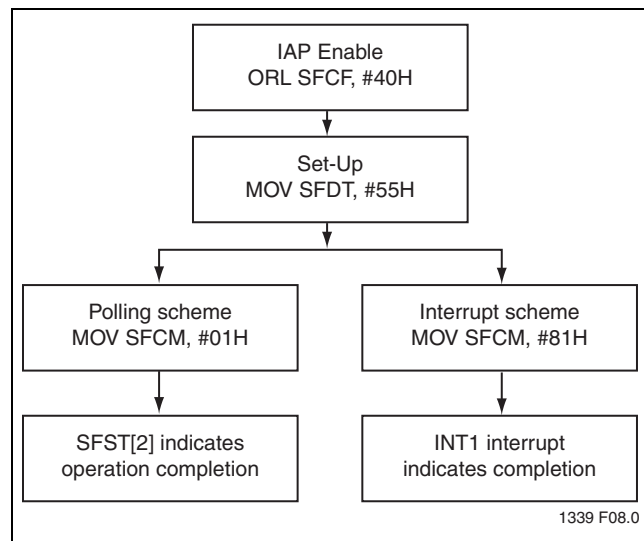 IAP Enable
ORL SFCF, #40H
Set-Up
MOV SFDT, #55H
Polling scheme
MOV SFCM, #01H
Interrupt scheme
MOV SFCM, #81H
SFST[2] indicates
operation completion
INT1 interrupt
indicates completion
1339 F08.0